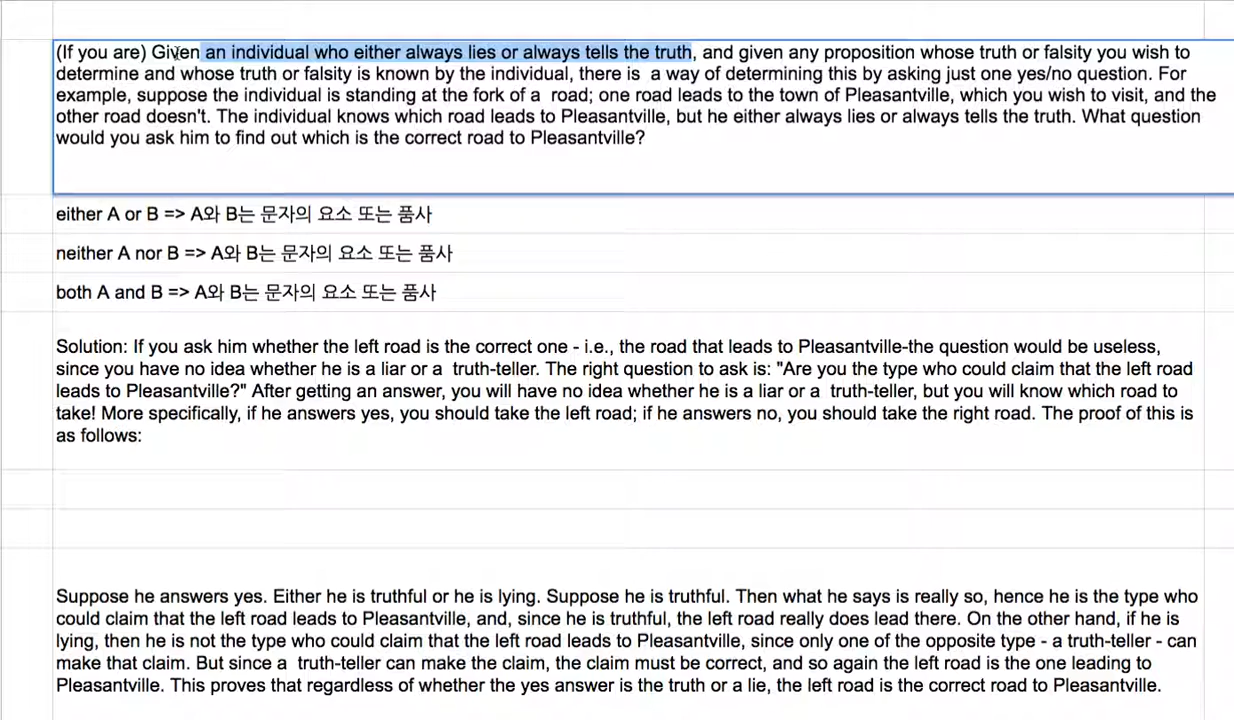 (If you are) Given an individual who either always lies or always tells the truth, and given any proposition whose truth or falsity you wish to
determine and whose truth or falsity is known by the individual, there is  a way of determining this by asking just one yes/no question. For
example, suppose the individual is standing at the fork of a  road; one road leads to the town of Pleasantville, which you wish to visit, and the
other road doesn't. The individual knows which road leads to Pleasantville, but he either always lies or always tells the truth. What question
would you ask him to find out which is the correct road to Pleasantville?
either A or B => A와 B는 문자의 요소 또는 품사
neither A nor B => A와 B는 문자의 요소 또는 품사
both A and B => A와 B는 문자의 요소 또는 품사
Solution: If you ask him whether the left road is the correct one - i.e., the road that leads to Pleasantville-the question would be useless,
since you have no idea whether he is a liar or a  truth-teller. The right question to ask is: "Are you the type who could claim that the left road
leads to Pleasantville?" After getting an answer, you will have no idea whether he is a liar or a  truth-teller, but you will know which road to
take! More specifically, if he answers yes, you should take the left road; if he answers no, you should take the right road. The proof of this is
as follows:
Suppose he answers yes. Either he is truthful or he is lying. Suppose he is truthful. Then what he says is really so, hence he is the type who
could claim that the left road leads to Pleasantville, and, since he is truthful, the left road really does lead there. On the other hand, if he is
lying, then he is not the type who could claim that the left road leads to Pleasantville, since only one of the opposite type - a truth-teller - can
make that claim. But since a  truth-teller can make the claim, the claim must be correct, and so again the left road is the one leading to
Pleasantville. This proves that regardless of whether the yes answer is the truth or a lie, the left road is the correct road to Pleasantville.